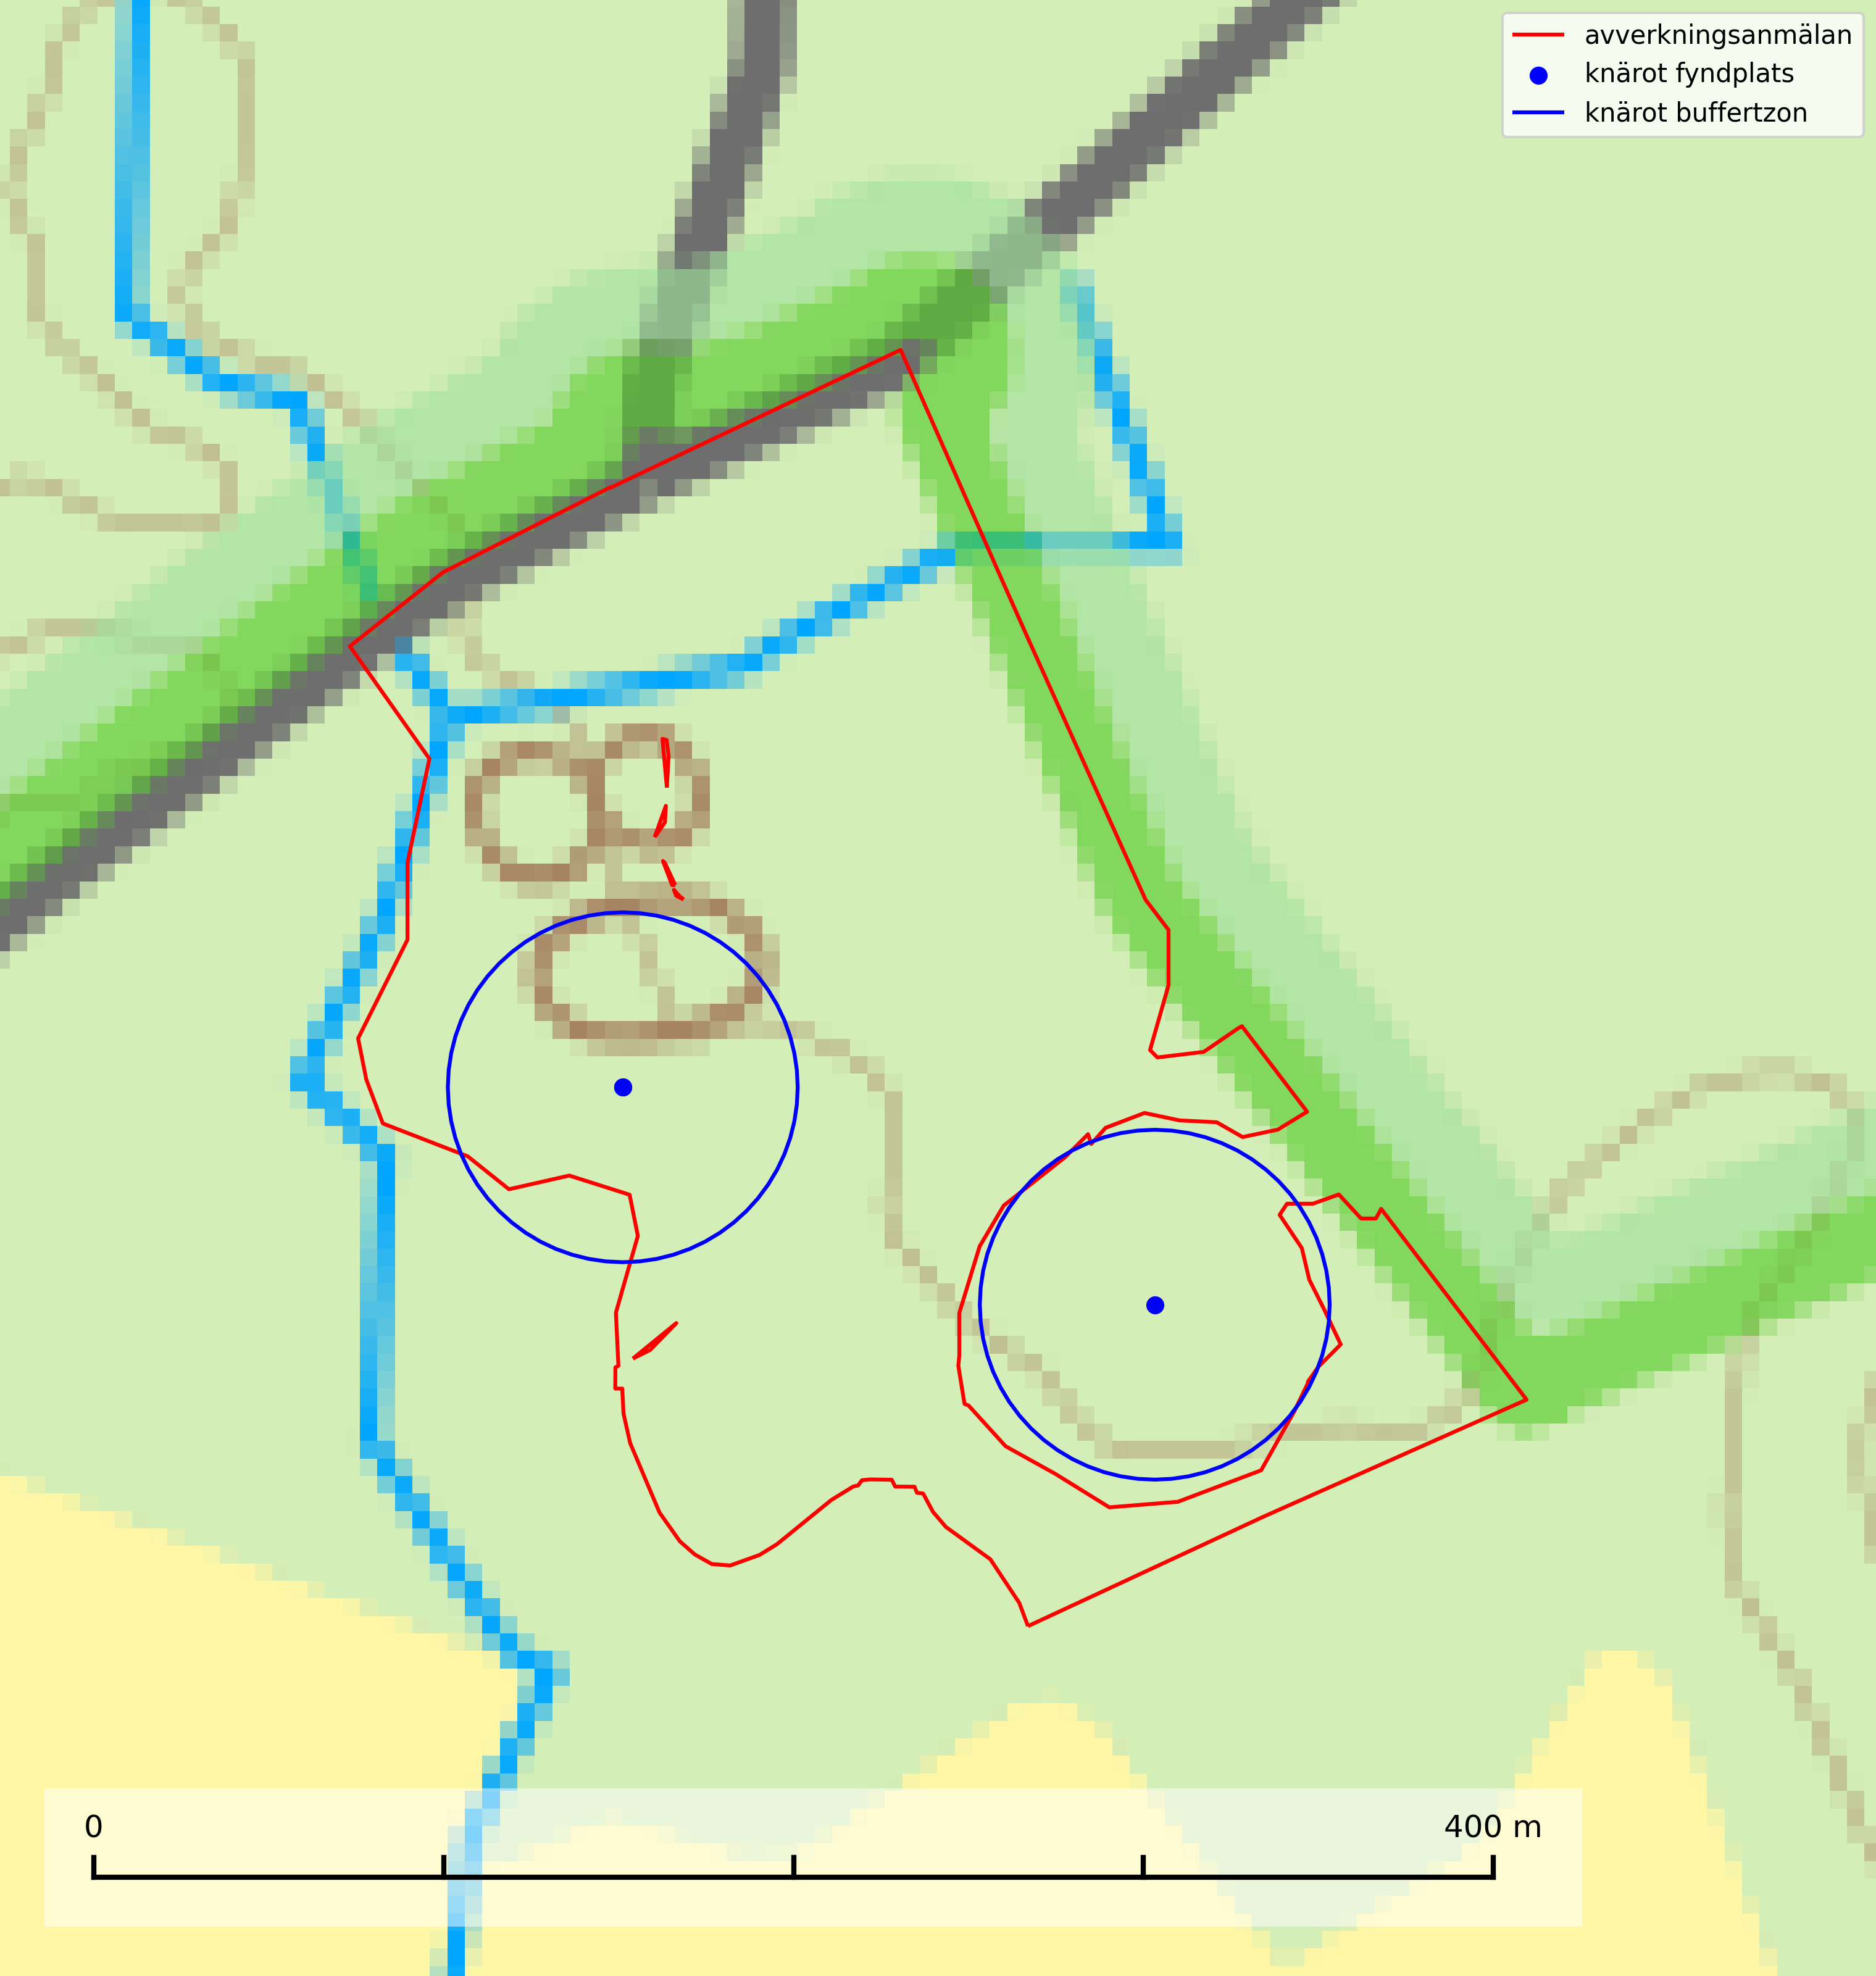 avverkningsanmälan
knärot fyndplats
knärot buffertzon
0
400 m